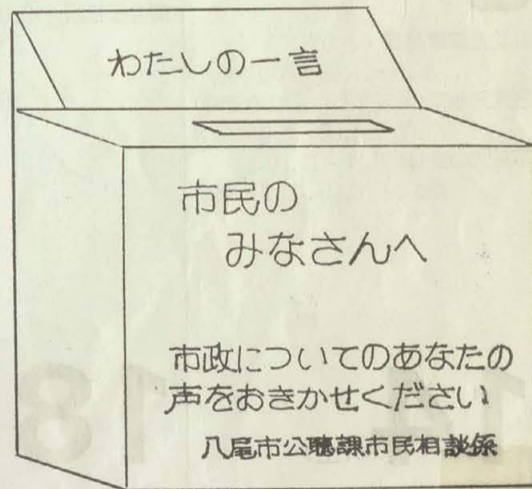 わたしの一言
市民の
みなさんへ
市政についてのあなたの
声をおきかせください
八尾市公聴課市民相談係